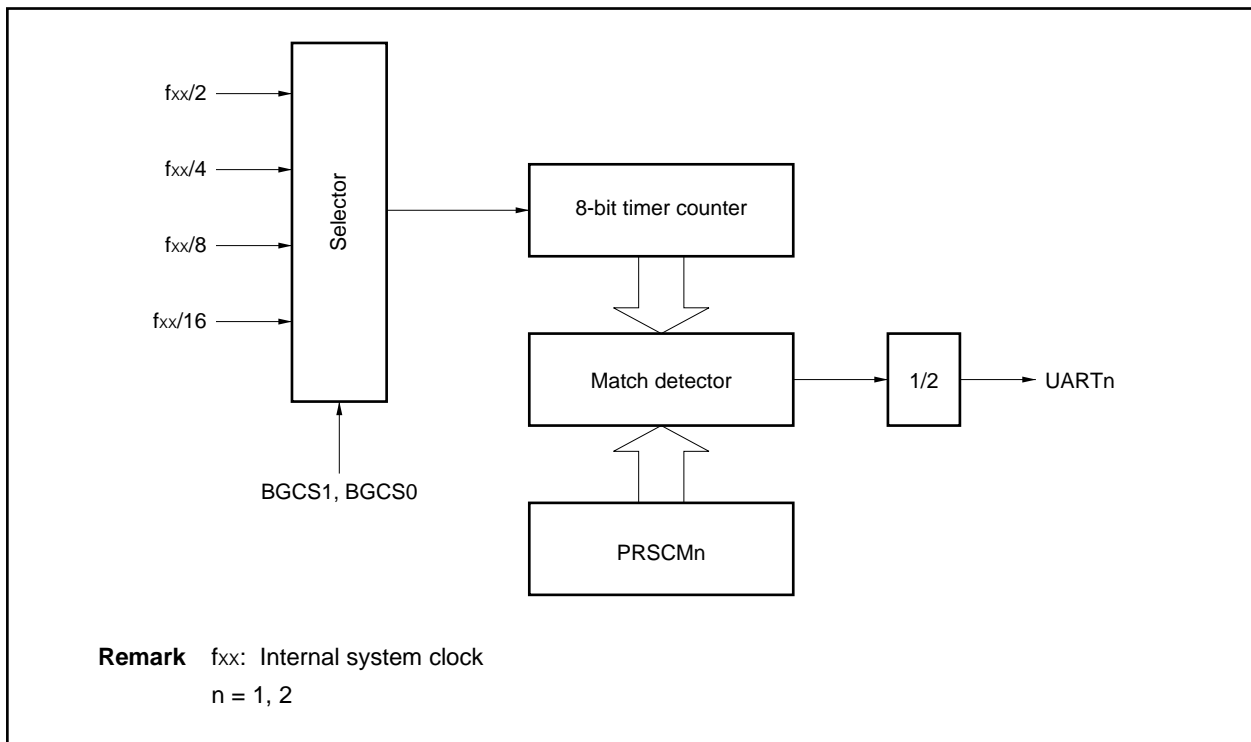 fxx/2
fxx/4
fxx/8
fxx/16
Selector
BGCS1, BGCS0
8-bit timer counter
Match detector
1/2
UARTn
PRSCMn
Remark fxx: Internal system clock
n = 1, 2